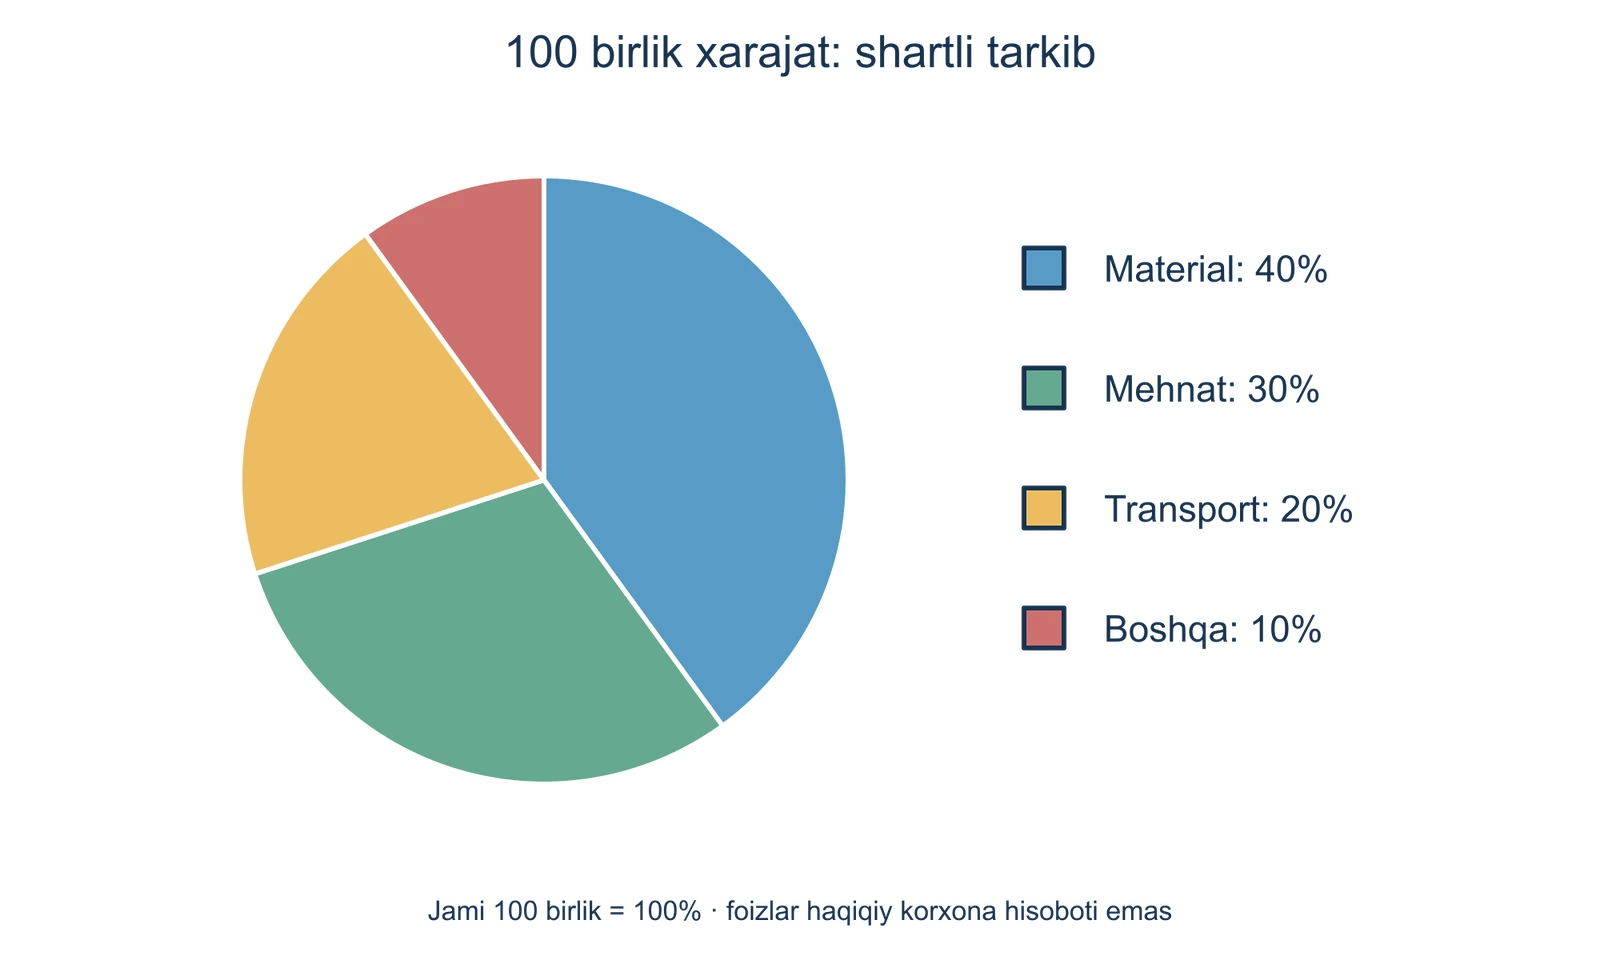 100 birlik xarajat: shartli tarkib
Material: 40%
Mehnat: 30%
Transport: 20%
Boshqa: 10%
Jami 100 birlik = 100% · foizlar haqiqiy korxona hisoboti emas